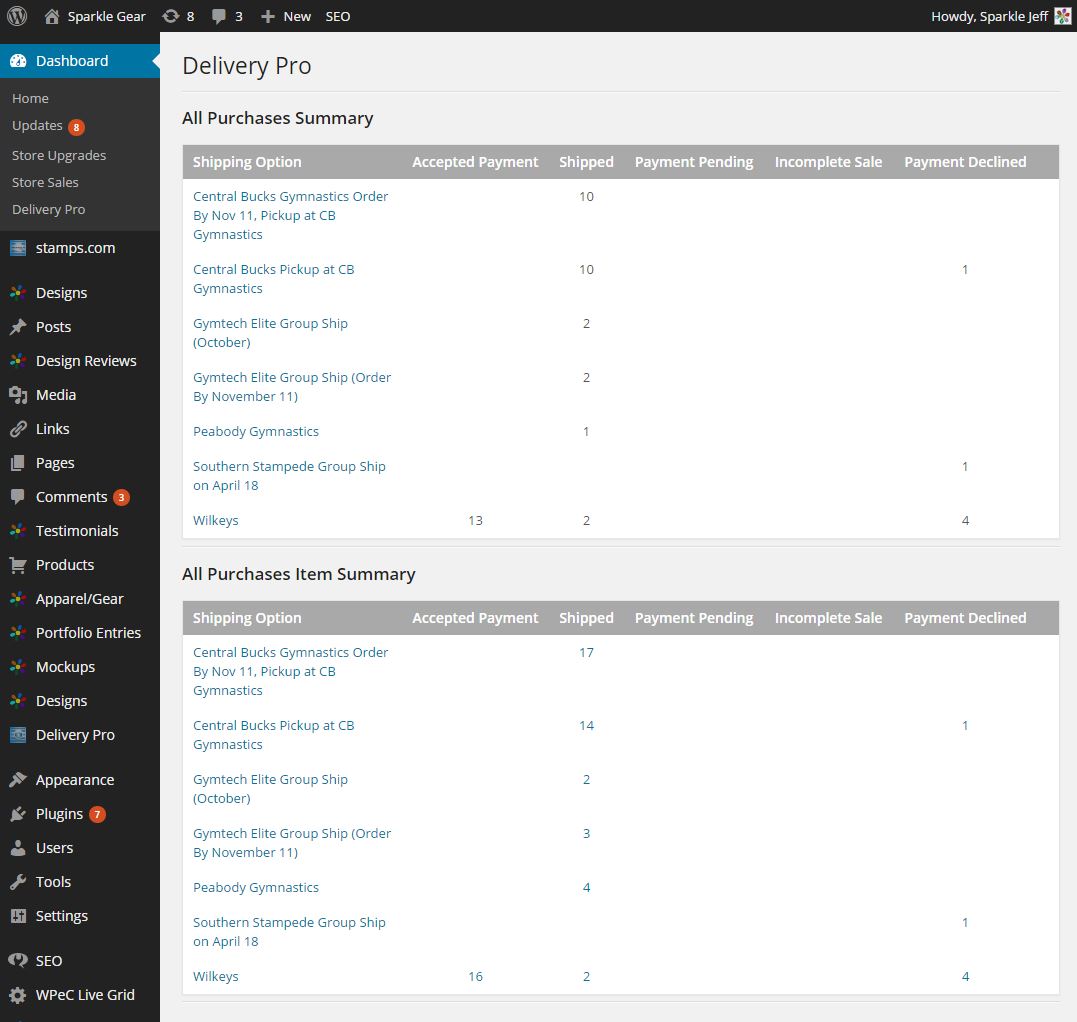 Sparkle Gear 8 3 New SEO Howdy, Sparkle Jeff
Dashboard
Home
Updates 8
Store Upgrades
Store Sales
Delivery Pro
stamps.com
Designs
Posts
Design Reviews
Media
Links
Pages
Comments 3
Testimonials
Products
Apparel/Gear
Portfolio Entries
Mockups
Designs
Delivery Pro
Appearance
Plugins 7
Users
Tools
Settings
SEO
WPeC Live Grid
Delivery Pro
All Purchases Summary
Shipping Option Accepted Payment Shipped Payment Pending Incomplete Sale Payment Declined
Central Bucks Gymnastics Order 10
By Nov 11, Pickup at CB
Gymnastics
Central Bucks Pickup at CB 10 1
Gymnastics
Gymtech Elite Group Ship 2
(October)
Gymtech Elite Group Ship (Order 2
By November 11)
Peabody Gymnastics 1
Southern Stampede Group Ship 1
on April 18
Wilkeys 13 2 4
All Purchases Item Summary
Shipping Option Accepted Payment Shipped Payment Pending Incomplete Sale Payment Declined
Central Bucks Gymnastics Order 17
By Nov 11, Pickup at CB
Gymnastics
Central Bucks Pickup at CB 14 1
Gymnastics
Gymtech Elite Group Ship 2
(October)
Gymtech Elite Group Ship (Order 3
By November 11)
Peabody Gymnastics 4
Southern Stampede Group Ship 1
on April 18
Wilkeys 16 2 4